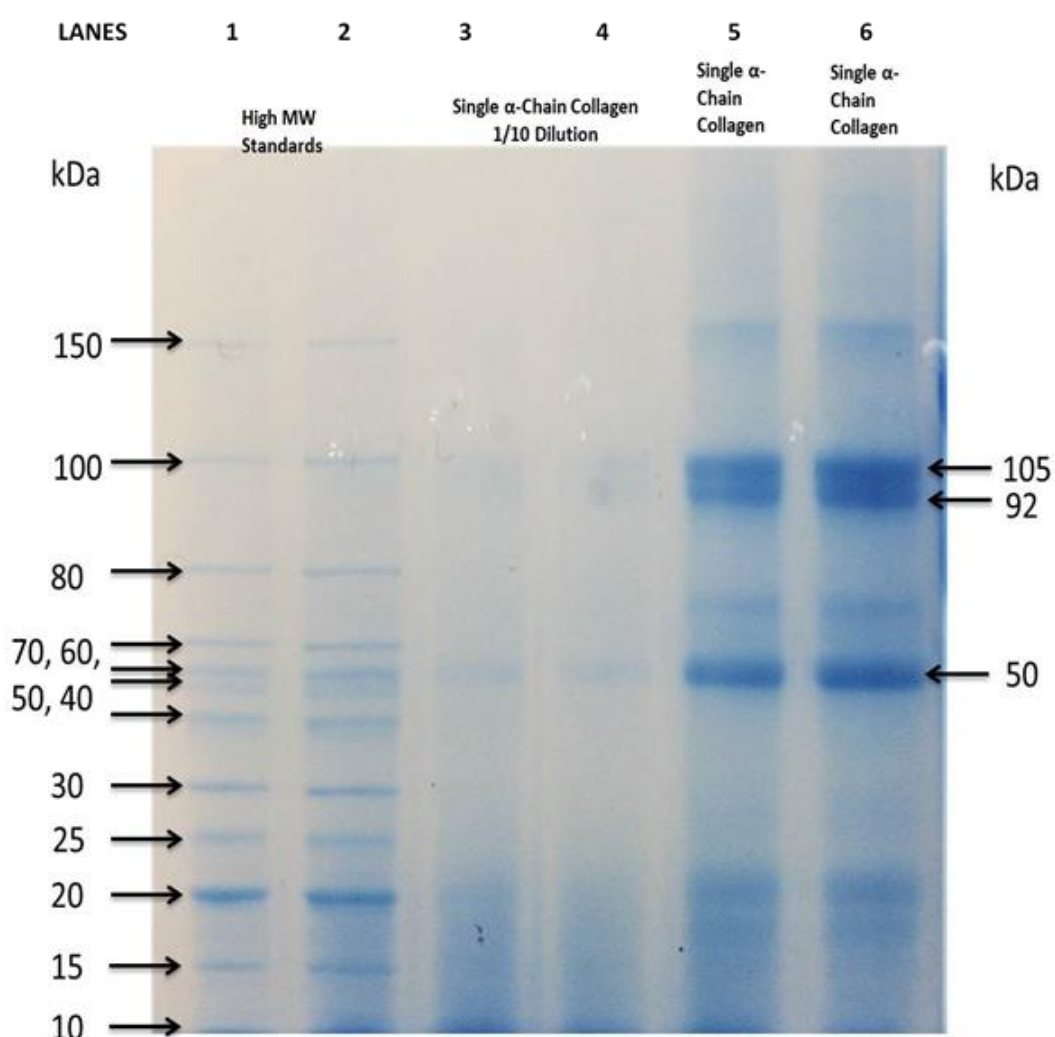 LANES 1 2 3 4 5 6
High MW
Standards
Single α-Chain Collagen
1/10 Dilution
Single α-
Chain
Collagen
Single α-
Chain
Collagen
kDa
kDa
150
100
80
70, 60,
50, 40
30
25
20
15
10
105
92
50